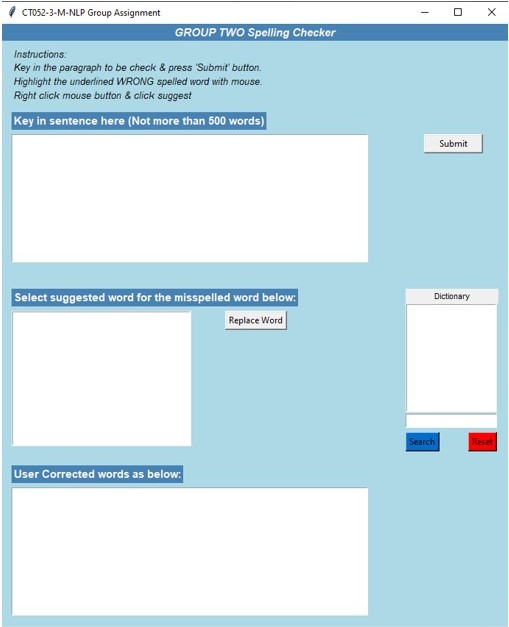 CT052-3-M-NLP Group Assignment
GROUP TWO Spelling Checker
Instructions:
Key in the paragraph to be check & press 'Submit' button.
Highlight the underlined WRONG spelled word with mouse.
Right click mouse button & click suggest
Key in sentence here (Not more than 500 words)
Submit
Select suggested word for the misspelled word below:
Replace Word
Dictionary
Search
Reset
User Corrected words as below: